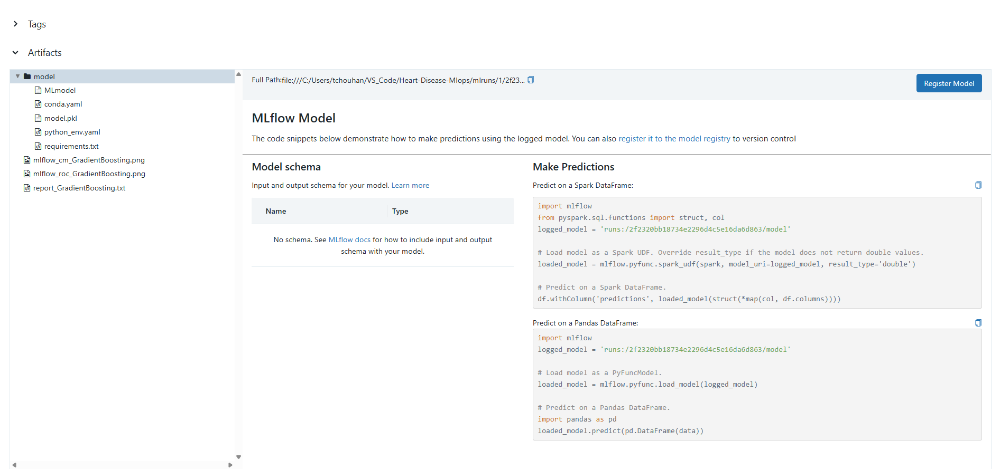 Tags
Artifacts
model
MLmodel
conda.yaml
model.pkl
python_env.yaml
requirements.txt
mlflow_cm_GradientBoosting.png
mlflow_roc_GradientBoosting.png
report_GradientBoosting.txt
Full Path:file:///C:/Users/tchouhan/VS_Code/Heart-Disease-Mlops/mlruns/1/2f23...
Register Model
MLflow Model
The code snippets below demonstrate how to make predictions using the logged model. You can also register it to the model registry to version control
Model schema
Input and output schema for your model. Learn more
Name Type
No schema. See MLflow docs for how to include input and output
schema with your model.
Make Predictions
Predict on a Spark DataFrame:
import mlflow
from pyspark.sql.functions import struct, col
logged_model = 'runs:/2f2320bb18734e2296d4c5e16da6d863/model'
# Load model as a Spark UDF. Override result_type if the model does not return double values.
loaded_model = mlflow.pyfunc.spark_udf(spark, model_uri=logged_model, result_type='double')
# Predict on a Spark DataFrame.
df.withColumn('predictions', loaded_model(struct(*map(col, df.columns))))
Predict on a Pandas DataFrame:
import mlflow
logged_model = 'runs:/2f2320bb18734e2296d4c5e16da6d863/model'
# Load model as a PyFuncModel.
loaded_model = mlflow.pyfunc.load_model(logged_model)
# Predict on a Pandas DataFrame.
import pandas as pd
loaded_model.predict(pd.DataFrame(data))